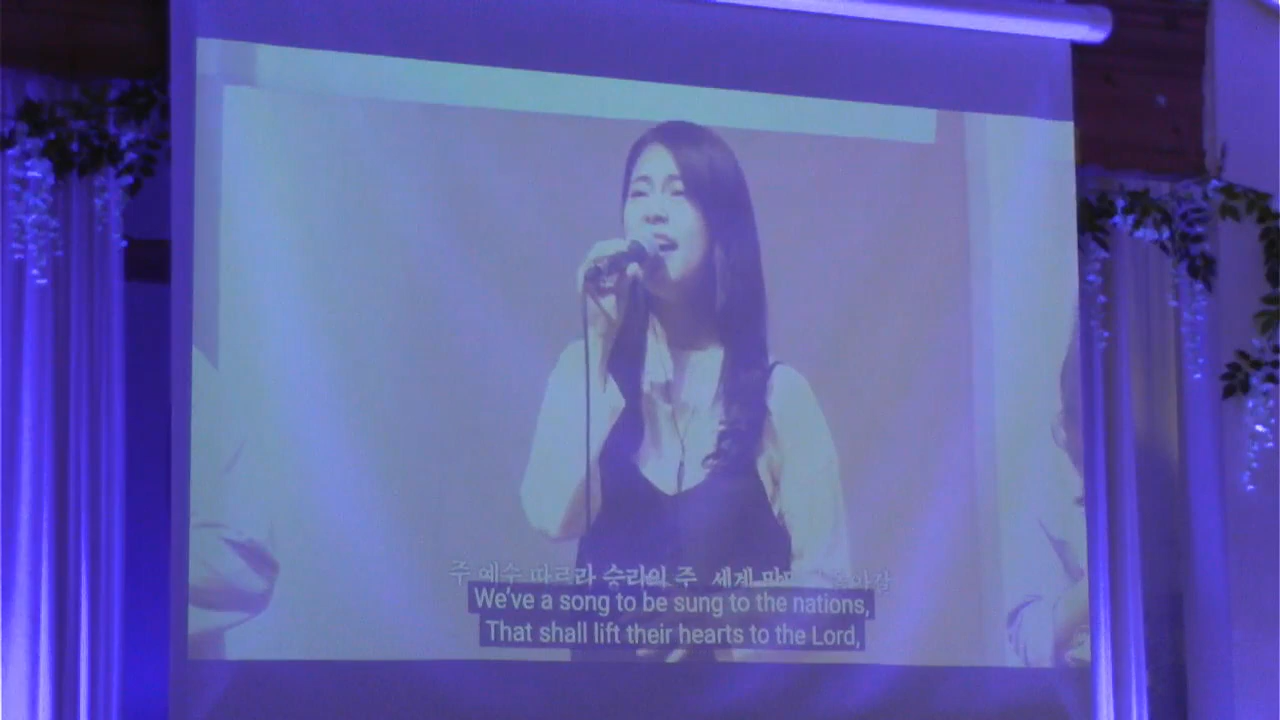 주 예수 따르라 승리의 주 세계
We've a song to be sung to the nations,
That shall lift their hearts to the Lord,